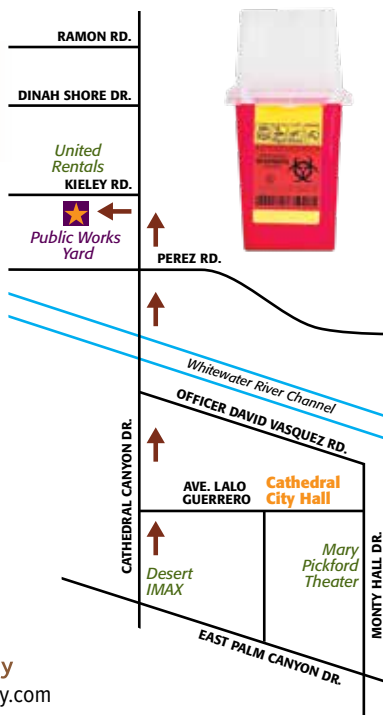 RAMON RD.
DINAH SHORE DR.
United
Rentals
KIELEY RD.
Public Works
Yard
PEREZ RD.
Whitewater River Channel
OFFICER DAVID VASQUEZ RD.
CATHEDRAL CANYON DR.
AVE. LALO
GUERRERO
Cathedral
City Hall
Desert
IMAX
Mary
Pickford
Theater
MONTY HALL DR.
EAST PALM CANYON DR.
y
y.com